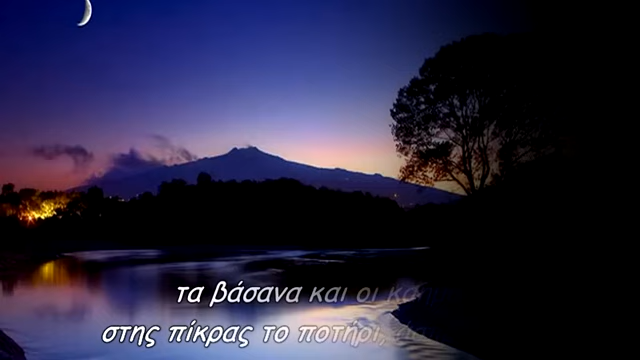 τα βάσανα και οι
στης πίκρας το ποτήρι,